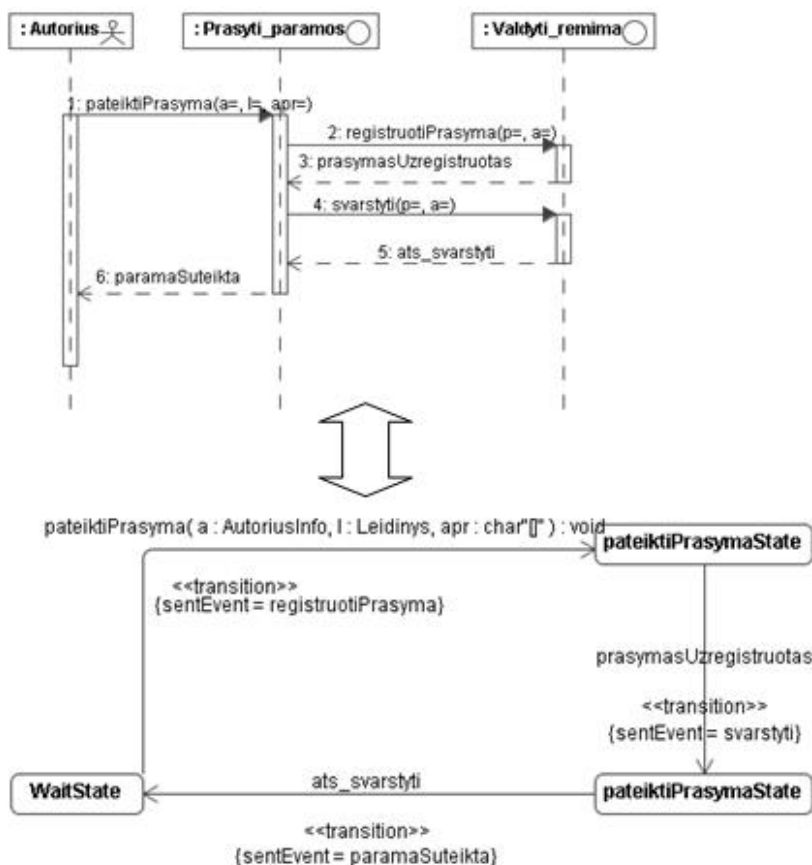 : Autorius
: Prasyti_paramos
: Valdyti_remima
1: pateiktiPrasyma(a=, l=, apr=)
2: registruotiPrasyma(p=, a=)
3: prasymasUzregistruotas
4: svarstyti(p=, a=)
5: ats_svarstyti
6: paramaSuteikta
pateiktiPrasyma( a : AutoriusInfo, l : Leidinys, apr : char"[]" ) : void
pateiktiPrasymaState
<<transition>>
{sentEvent = registruotiPrasyma}
prasymasUzregistruotas
<<transition>>
{sentEvent = svarstyti}
WaitState
ats_svarstyti
pateiktiPrasymaState
<<transition>>
{sentEvent = paramaSuteikta}